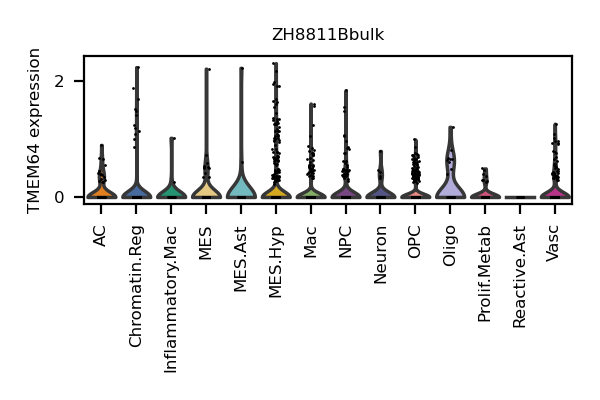 ZH8811Bbulk
TMEM64 expression
2
0
AC
Chromatin.Reg
Inflammatory.Mac
MES
MES.Ast
MES.Hyp
Mac
NPC
Neuron
OPC
Oligo
Prolif.Metab
Reactive.Ast
Vasc